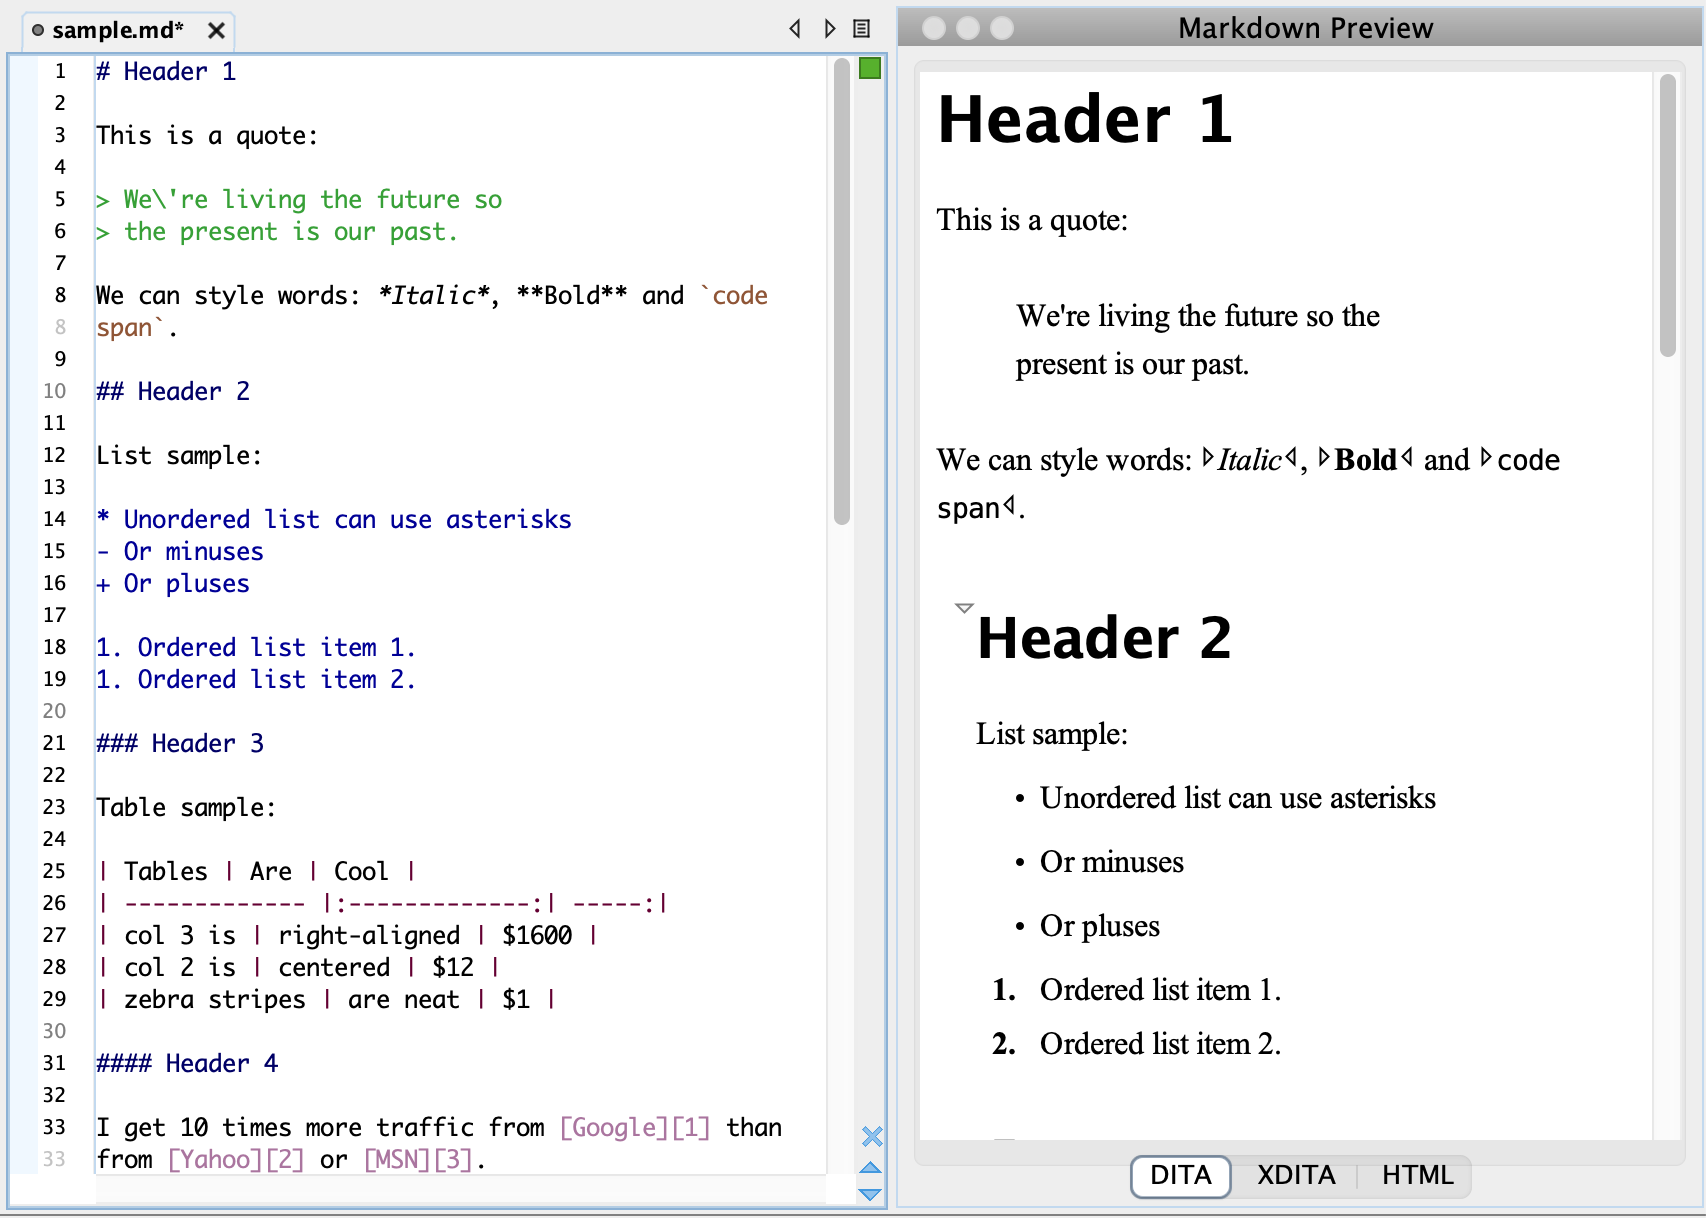 sample.md*
1 # Header 1
2
3 This is a quote:
4
5 > We\'re living the future so
6 > the present is our past.
7
8 We can style words: *Italic*, **Bold** and `code
8 span`.
9
10 ## Header 2
11
12 List sample:
13
14 * Unordered list can use asterisks
15 - Or minuses
16 + Or pluses
17
18 1. Ordered list item 1.
19 1. Ordered list item 2.
20
21 ### Header 3
22
23 Table sample:
24
25 | Tables | Are | Cool |
26 | ------------- |:-------------:| -----:|
27 | col 3 is | right-aligned | $1600 |
28 | col 2 is | centered | $12 |
29 | zebra stripes | are neat | $1 |
30
31 #### Header 4
32
33 I get 10 times more traffic from [Google][1] than
33 from [Yahoo][2] or [MSN][3].
Markdown Preview
Header 1
This is a quote:
We're living the future so the
present is our past.
We can style words: Italic, Bold and code
span.
Header 2
List sample:
• Unordered list can use asterisks
• Or minuses
• Or pluses
1. Ordered list item 1.
2. Ordered list item 2.
DITA XDITA HTML